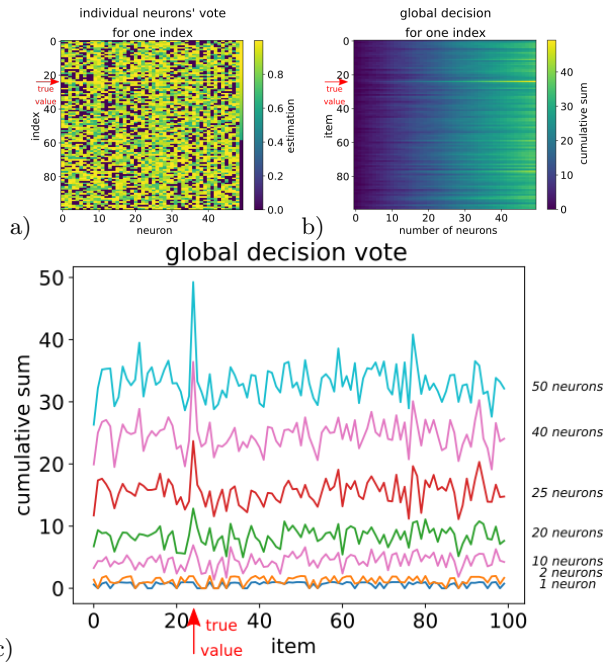 individual neurons' vote
for one index
0
20
40
60
80
true
value
index
0 10 20 30 40
neuron
0.8
0.6
0.4
0.2
0.0
estimation
a)
global decision
for one index
0
20
40
60
80
true
value
item
0 10 20 30 40
number of neurons
40
30
20
10
0
cumulative sum
b)
global decision vote
50
40
30
20
10
0
cumulative sum
50 neurons
40 neurons
25 neurons
20 neurons
10 neurons
2 neurons
1 neuron
0 20 40 60 80 100
true
value
item
c)